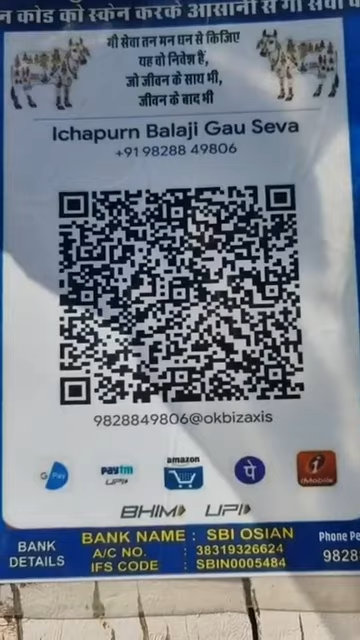 न कोड को स्केन करके आसानी से गौ सेवा
गौ सेवा तन मन धन से किजिए
यह वो निवेश हैं,
जो जीवन के साथ भी,
जीवन के बाद भी
Ichapurn Balaji Gau Seva
+91 98288 49806
9828849806@okbizaxis
G Pay
paytm
UPI
amazon
पे
iMobile
BHIM UPI
BANK DETAILS
BANK NAME : SBI OSIAN
A/C NO. : 38319326624
IFS CODE : SBIN0005484
Phone Pe
9828